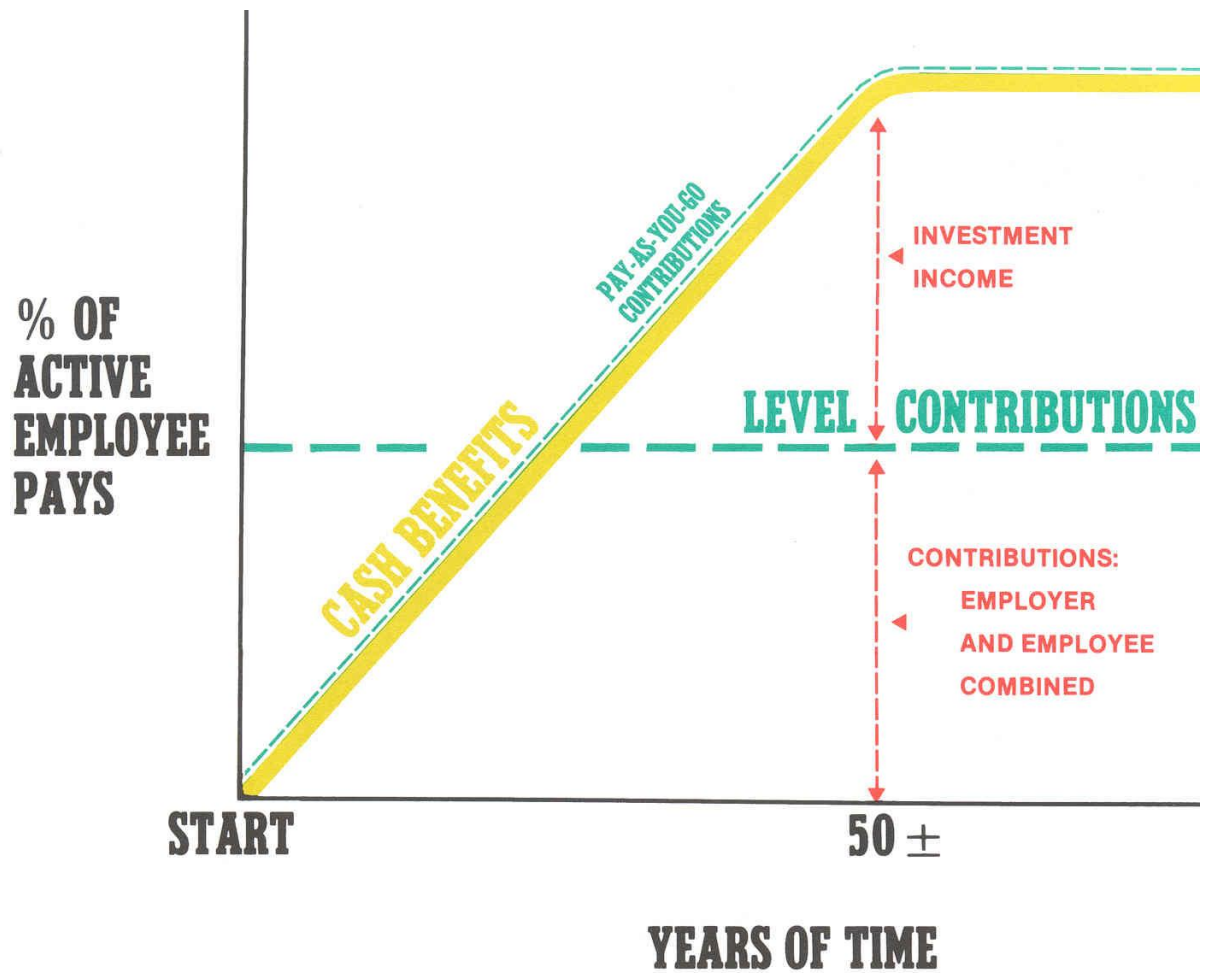 PAY-AS-YOU-GO
CONTRIBUTIONS
INVESTMENT
INCOME
% OF
ACTIVE
EMPLOYEE
PAYS
LEVEL CONTRIBUTIONS
CASH BENEFITS
CONTRIBUTIONS:
EMPLOYER
AND EMPLOYEE
COMBINED
START
50 ±
YEARS OF TIME